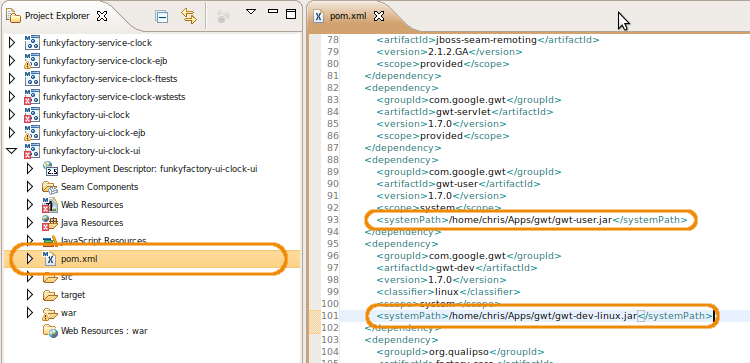 Project Explorer
funkyfactory-service-clock
funkyfactory-service-clock-ejb
funkyfactory-service-clock-ftests
funkyfactory-service-clock-wstests
funkyfactory-ui-clock
funkyfactory-ui-clock-ejb
funkyfactory-ui-clock-ui
Deployment Descriptor: funkyfactory-ui-clock-ui
Seam Components
Web Resources
Java Resources
JavaScript Resources
pom.xml
src
target
war
Web Resources : war
pom.xml
78 <artifactId>jboss-seam-remoting</artifactId>
79 <version>2.1.2.GA</version>
80 <scope>provided</scope>
81 </dependency>
82 <dependency>
83 <groupId>com.google.gwt</groupId>
84 <artifactId>gwt-servlet</artifactId>
85 <version>1.7.0</version>
86 <scope>provided</scope>
87 </dependency>
88 <dependency>
89 <groupId>com.google.gwt</groupId>
90 <artifactId>gwt-user</artifactId>
91 <version>1.7.0</version>
92 <scope>system</scope>
93 <systemPath>/home/chris/Apps/gwt/gwt-user.jar</systemPath>
94 </dependency>
95 <dependency>
96 <groupId>com.google.gwt</groupId>
97 <artifactId>gwt-dev</artifactId>
98 <version>1.7.0</version>
99 <classifier>linux</classifier>
100 <scope>system</scope>
101 <systemPath>/home/chris/Apps/gwt/gwt-dev-linux.jar</systemPath>
102 </dependency>
103 <dependency>
104 <groupId>org.qualipso</groupId>